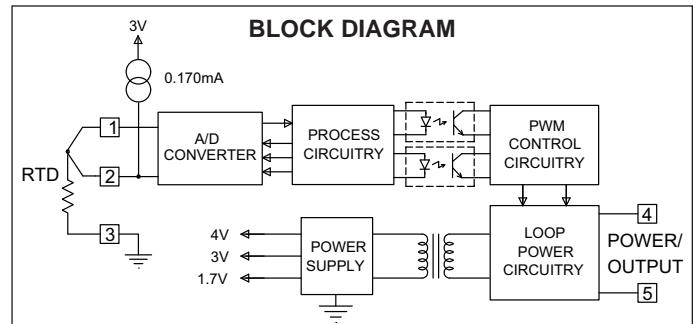 BLOCK DIAGRAM
3V
0.170mA
1
2
3
RTD
A/D
CONVERTER
PROCESS
CIRCUITRY
PWM
CONTROL
CIRCUITRY
4V
3V
1.7V
POWER
SUPPLY
LOOP
POWER
CIRCUITRY
4
POWER/
OUTPUT
5